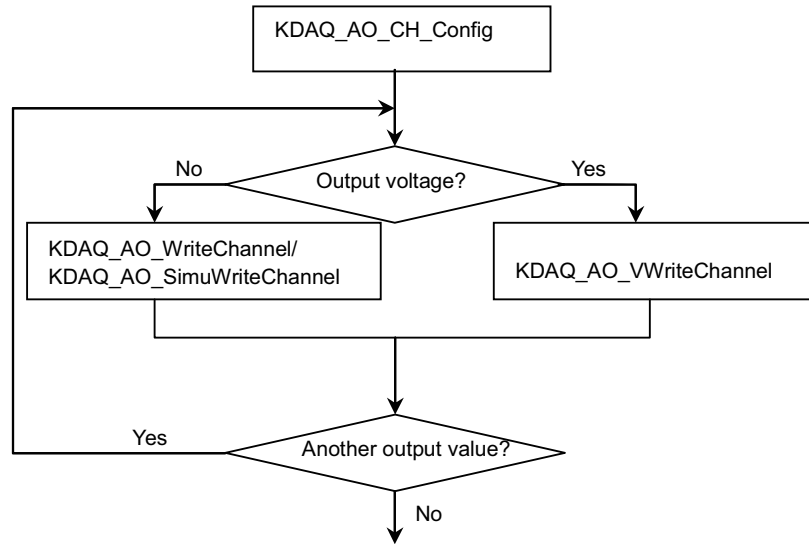 KDAQ_AO_CH_Config
No
Output voltage?
Yes
KDAQ_AO_WriteChannel/
KDAQ_AO_SimuWriteChannel
KDAQ_AO_VWriteChannel
Yes
Another output value?
No